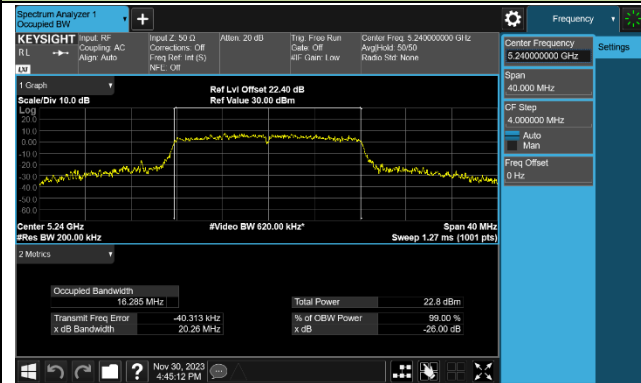 Spectrum Analyzer 1
Occupied BW
Frequency
KEYSIGHT
RL
LXI
Input: RF
Coupling: AC
Align: Auto
Input Z: 50 Ω
Corrections: Off
Freq Ref: Int (S)
NFE: Off
Atten: 20 dB
Trig: Free Run
Gate: Off
#IF Gain: Low
Center Freq: 5.240000000 GHz
Avg|Hold: 50/50
Radio Std: None
1 Graph
Scale/Div 10.0 dB
Ref Lvl Offset 22.40 dB
Ref Value 30.00 dBm
Log
20.0
10.0
0.00
-10.0
-20.0
-30.0
-40.0
-50.0
-60.0
Center 5.24 GHz
#Res BW 200.00 kHz
#Video BW 620.00 kHz*
Span 40 MHz
Sweep 1.27 ms (1001 pts)
2 Metrics
Occupied Bandwidth
16.285 MHz
Total Power 22.8 dBm
Transmit Freq Error -40.313 kHz
% of OBW Power 99.00 %
x dB Bandwidth 20.26 MHz
x dB -26.00 dB
Center Frequency
5.240000000 GHz
Settings
Span
40.000 MHz
CF Step
4.000000 MHz
Auto
Man
Freq Offset
0 Hz
?
Nov 30, 2023
4:45:12 PM